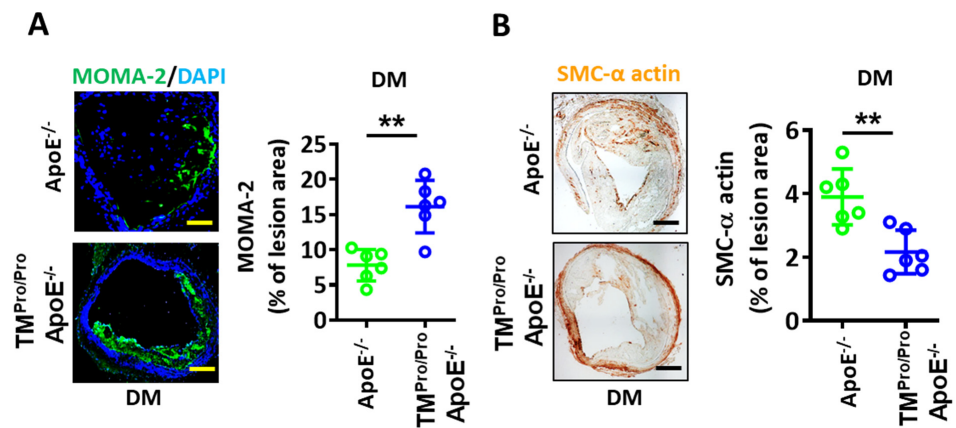 A
B
MOMA-2/DAPI
ApoE-/-
TMPro/Pro
ApoE-/-
DM
DM
**
MOMA-2
(% of lesion area)
25
20
15
10
5
0
ApoE-/-
TMPro/Pro
ApoE-/-
SMC-α actin
ApoE-/-
TMPro/Pro
ApoE-/-
DM
DM
**
SMC-α actin
(% of lesion area)
6
4
2
0
ApoE-/-
TMPro/Pro
ApoE-/-